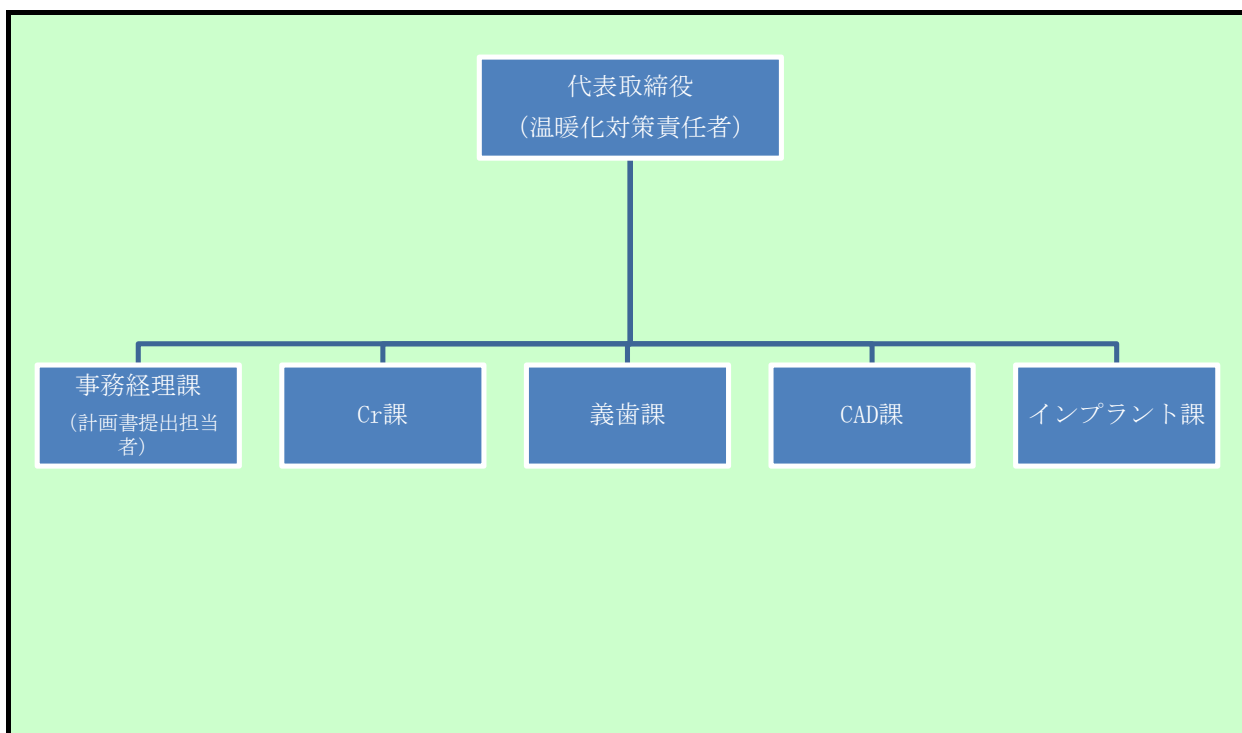 代表取締役
（温暖化対策責任者）
事務経理課
（計画書提出担当
者）
Cr課
義歯課
CAD課
インプラント課